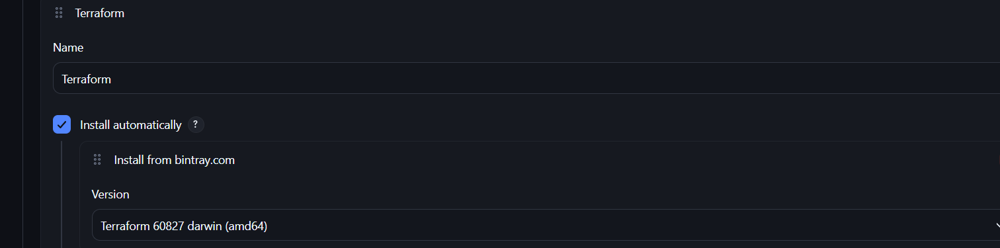 Terraform
Name
Terraform
Install automatically ?
Install from bintray.com
Version
Terraform 60827 darwin (amd64)